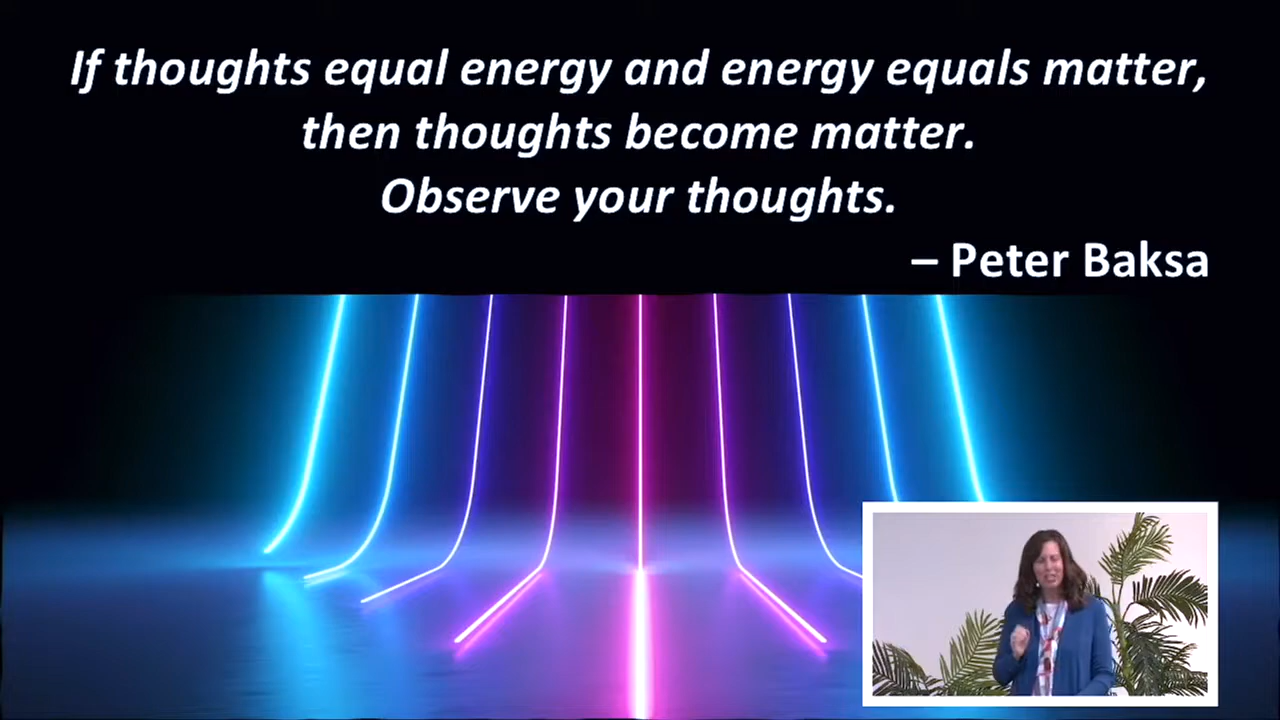 If thoughts equal energy and energy equals matter,
then thoughts become matter.
Observe your thoughts.
– Peter Baksa